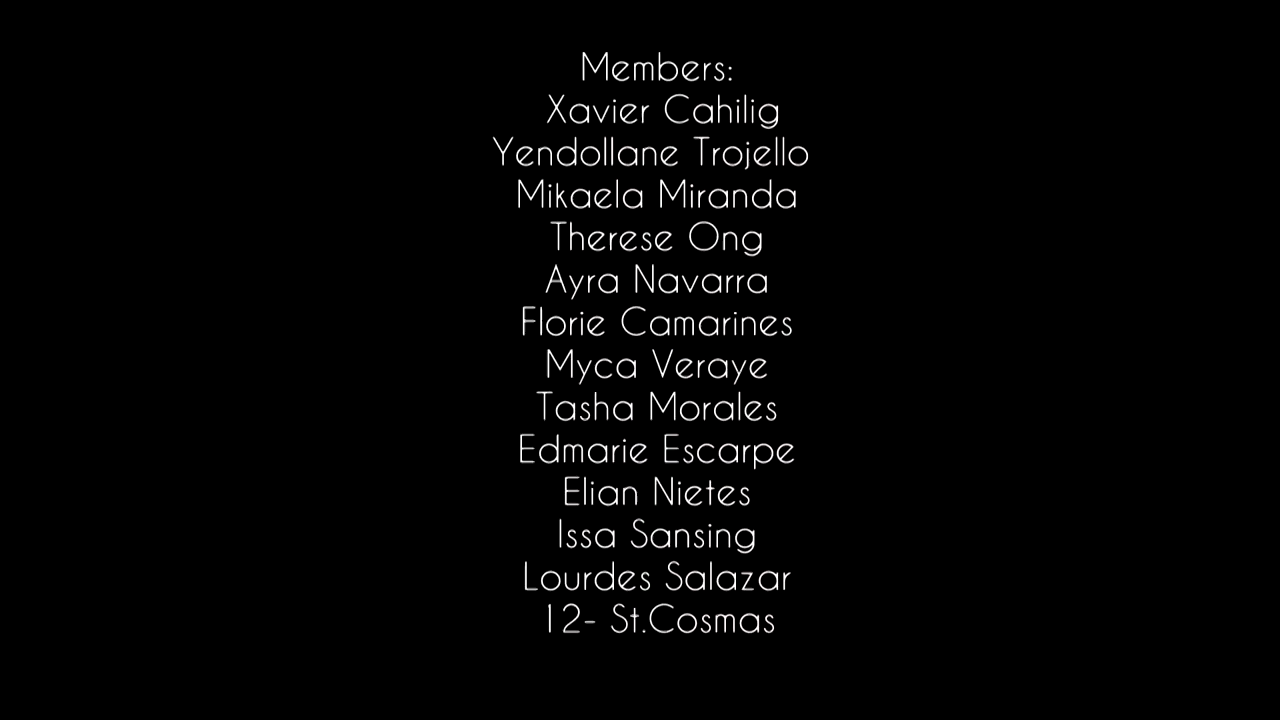 Members:
Xavier Cahilig
Yendollane Trojello
Mikaela Miranda
Therese Ong
Ayra Navarra
Florie Camarines
Myca Veraye
Tasha Morales
Edmarie Escarpe
Elian Nietes
Issa Sansing
Lourdes Salazar
12- St.Cosmas